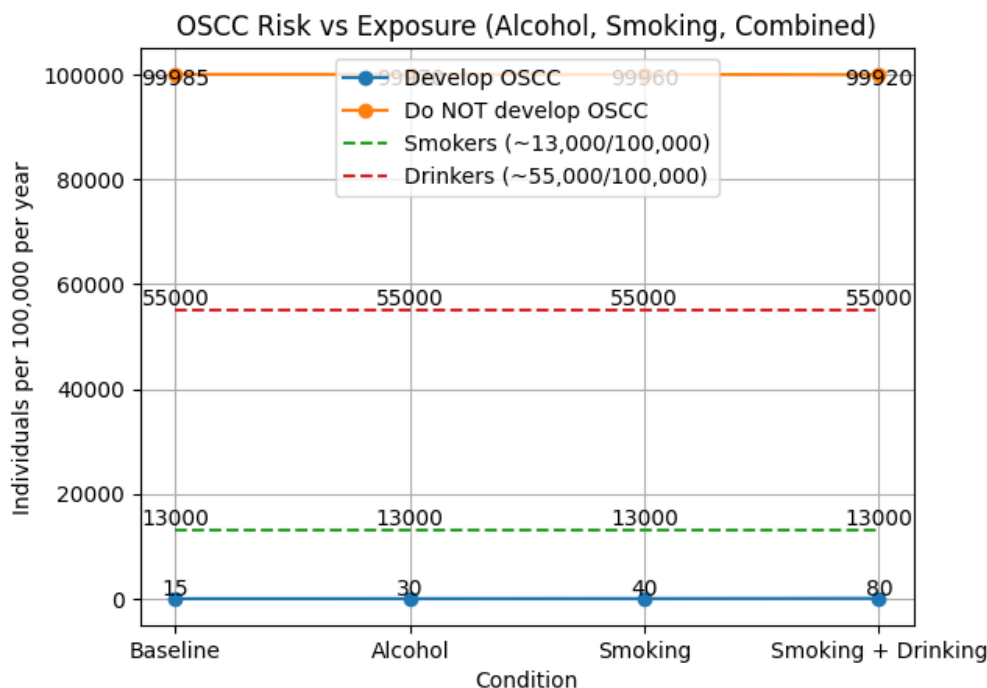 OSCC Risk vs Exposure (Alcohol, Smoking, Combined)
Individuals per 100,000 per year
100000
80000
60000
40000
20000
0
99985
99960
99920
Develop OSCC
Do NOT develop OSCC
Smokers (~13,000/100,000)
Drinkers (~55,000/100,000)
55000 55000 55000 55000
13000 13000 13000 13000
15 30 40 80
Baseline Alcohol Smoking Smoking + Drinking
Condition